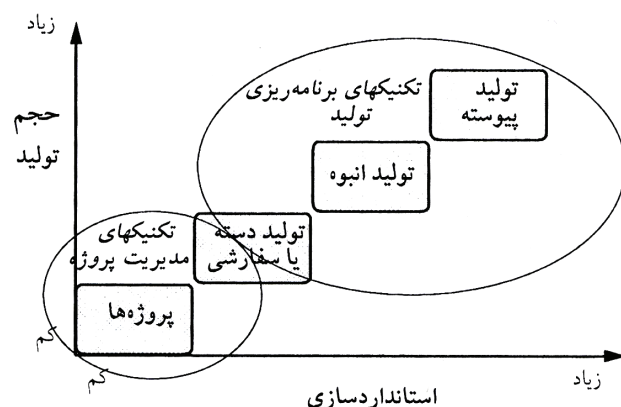 زیاد
حجم
تولید
تکنیکهای برنامه‌ریزی
تولید
تولید
پیوسته
تولید انبوه
تکنیکهای
مدیریت پروژه
تولید دسته
یا سفارشی
پروژه‌ها
کم
کم
زیاد
استانداردسازی